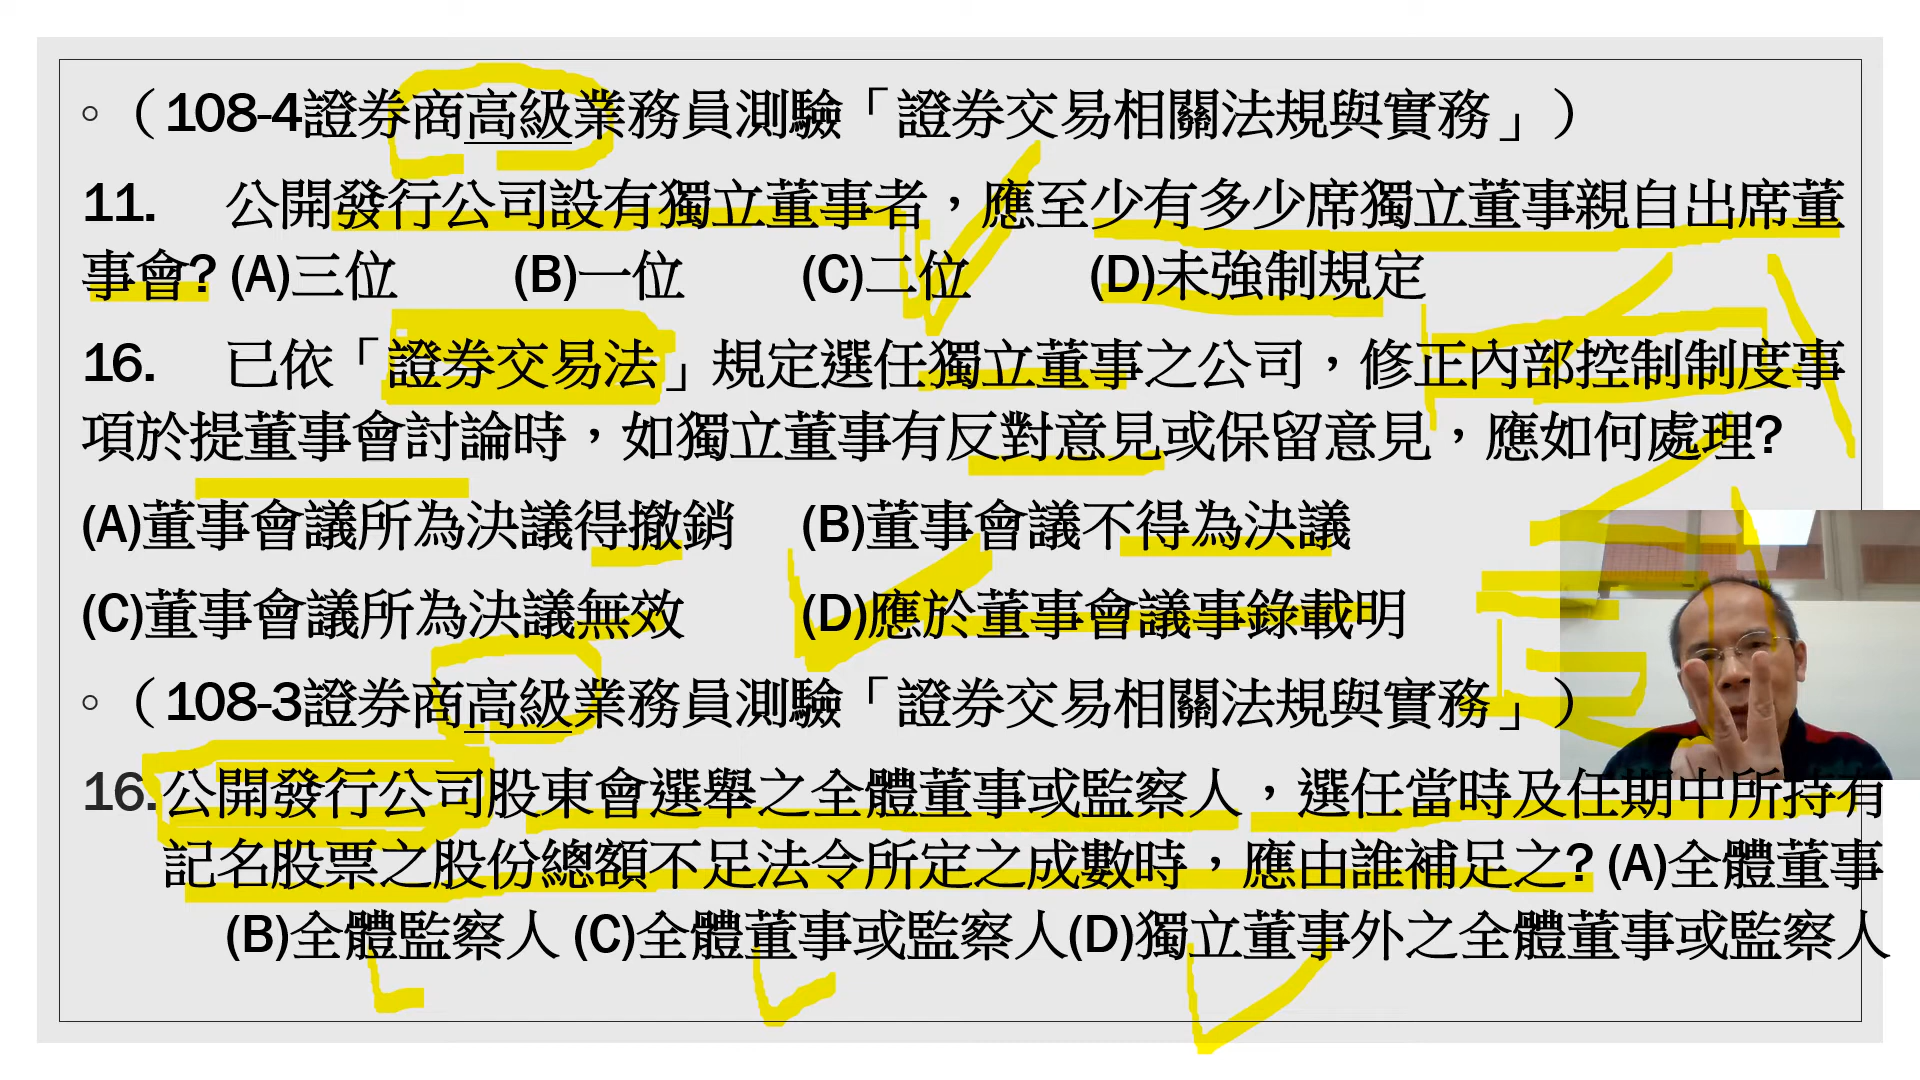 （108-4證券商高級業務員測驗「證券交易相關法規與實務」）
11. 公開發行公司設有獨立董事者，應至少有多少席獨立董事親自出席董
事會? (A)三位 (B)一位 (C)二位 (D)未強制規定
16. 已依「證券交易法」規定選任獨立董事之公司，修正內部控制制度事
項於提董事會討論時，如獨立董事有反對意見或保留意見，應如何處理?
(A)董事會議所為決議得撤銷 (B)董事會議不得為決議
(C)董事會議所為決議無效 (D)應於董事會議事錄載明
（108-3證券商高級業務員測驗「證券交易相關法規與實務」）
16.公開發行公司股東會選舉之全體董事或監察人，選任當時及任期中所持有
記名股票之股份總額不足法令所定之成數時，應由誰補足之? (A)全體董事
(B)全體監察人 (C)全體董事或監察人(D)獨立董事外之全體董事或監察人